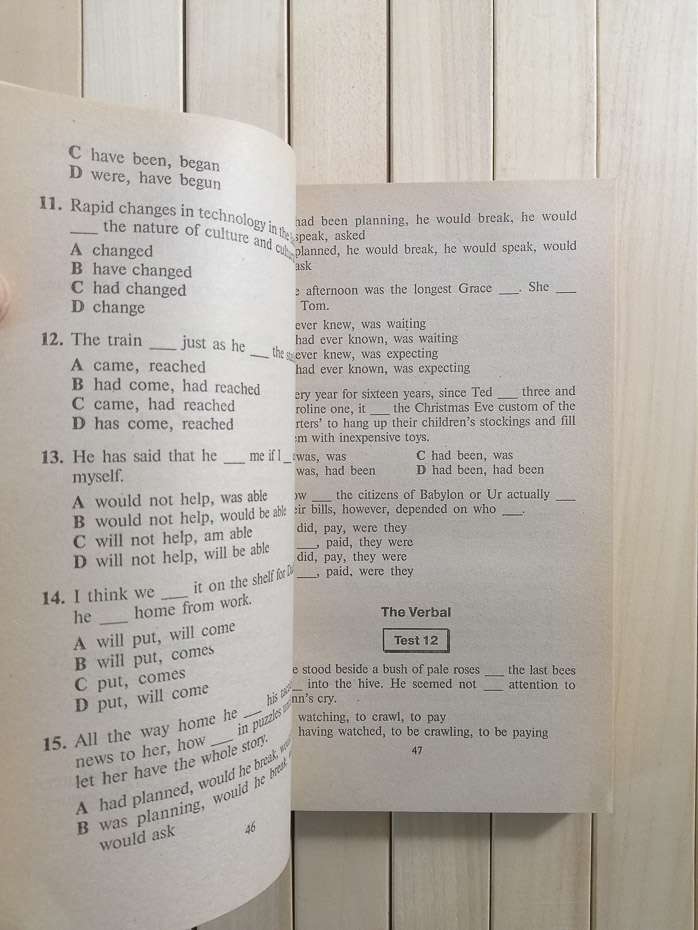 C have been, began
D were, have begun
11. Rapid changes in technology in the
___ the nature of culture and
A changed
B have changed
C had changed
D change
12. The train ___ just as he ___ the
A came, reached
B had come, had reached
C came, had reached
D has come, reached
13. He has said that he ___ me if I
myself.
A would not help, was able
B would not help, would be able
C will not help, am able
D will not help, will be able
14. I think we ___ it on the shelf for
he ___ home from work.
A will put, will come
B will put, comes
C put, comes
D put, will come
15. All the way home he ___ his
news to her, how ___ in puzzles
let her have the whole story.
A had planned, would he break,
B was planning, would he break,
would ask
46
had been planning, he would break, he would
speak, asked
planned, he would break, he would speak, would
ask
afternoon was the longest Grace ___. She ___
Tom.
ever knew, was waiting
had ever known, was waiting
ever knew, was expecting
had ever known, was expecting
ery year for sixteen years, since Ted ___ three and
roline one, it ___ the Christmas Eve custom of the
rters' to hang up their children's stockings and fill
m with inexpensive toys.
was, was C had been, was
was, had been D had been, had been
ow ___ the citizens of Babylon or Ur actually ___
eir bills, however, depended on who ___.
did, pay, were they
___, paid, they were
did, pay, they were
___, paid, were they
The Verbal
Test 12
e stood beside a bush of pale roses ___ the last bees
___ into the hive. He seemed not ___ attention to
nn's cry.
watching, to crawl, to pay
having watched, to be crawling, to be paying
47